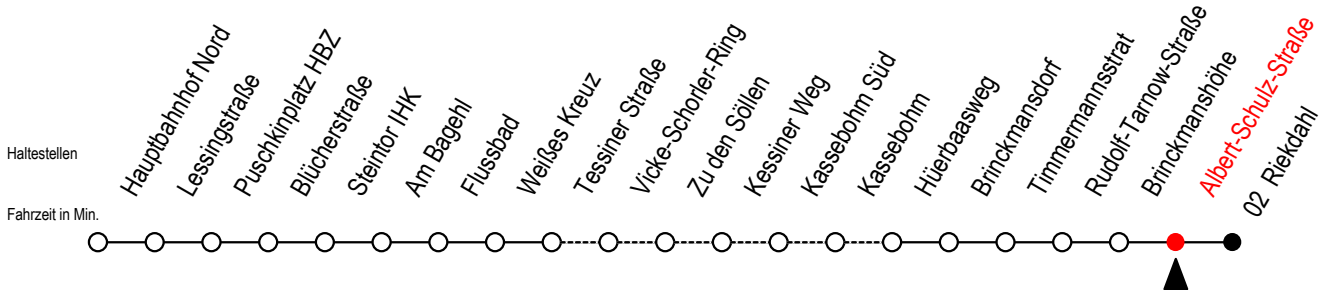 Haltestellen
Fahrzeit in Min.
Hauptbahnhof Nord
Lessingstraße
Puschkinplatz HBZ
Blücherstraße
Steintor IHK
Am Bagehl
Flussbad
Weißes Kreuz
Tessiner Straße
Vicke-Schorler-Ring
Zu den Söllen
Kessiner Weg
Kassebohm Süd
Kassebohm
Hüerbaasweg
Brinckmansdorf
Timmermannsstrat
Rudolf-Tarnow-Straße
Brinckmanshöhe
Albert-Schulz-Straße
02 Riekdahl